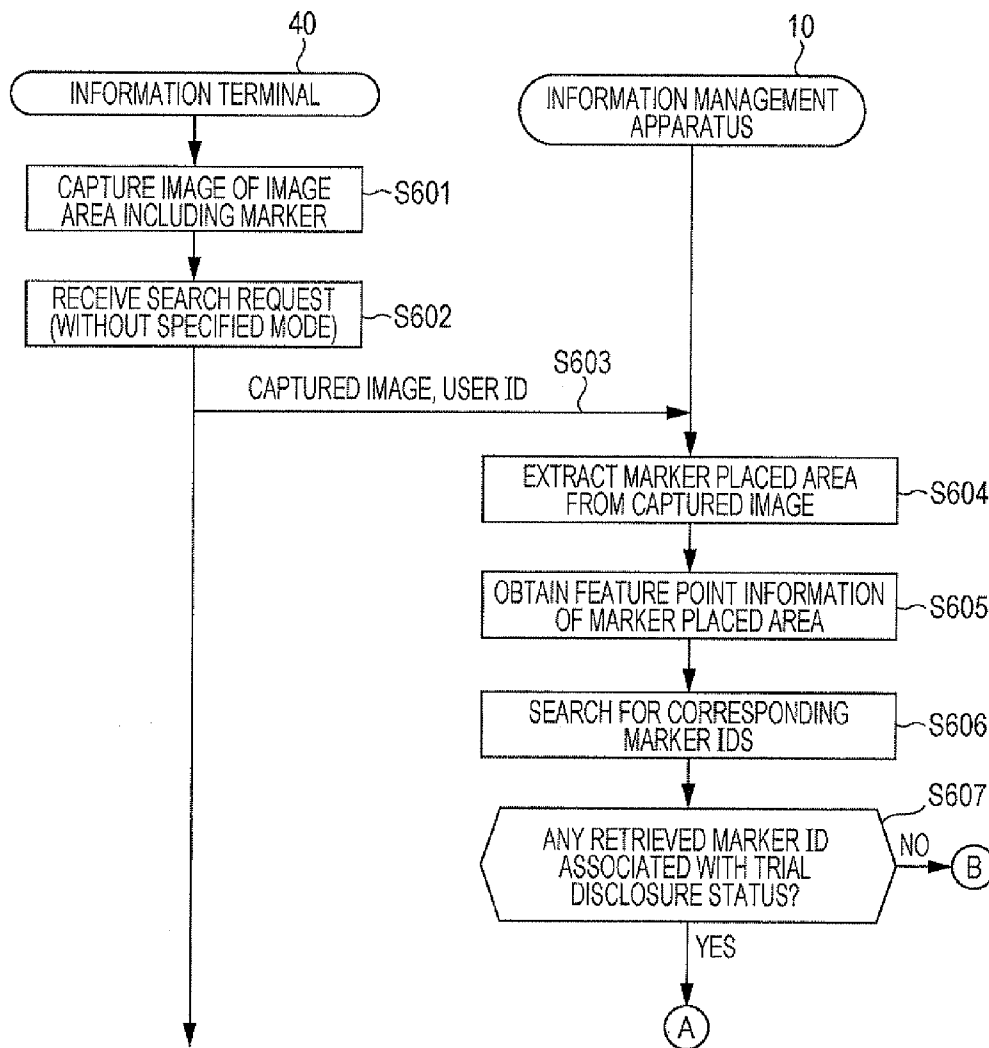 40
INFORMATION TERMINAL
10
INFORMATION MANAGEMENT
APPARATUS
CAPTURE IMAGE OF IMAGE
AREA INCLUDING MARKER
S601
RECEIVE SEARCH REQUEST
(WITHOUT SPECIFIED MODE)
S602
CAPTURED IMAGE, USER ID
S603
EXTRACT MARKER PLACED AREA
FROM CAPTURED IMAGE
S604
OBTAIN FEATURE POINT INFORMATION
OF MARKER PLACED AREA
S605
SEARCH FOR CORRESPONDING
MARKER IDS
S606
S607
ANY RETRIEVED MARKER ID
ASSOCIATED WITH TRIAL
DISCLOSURE STATUS?
NO
B
YES
A